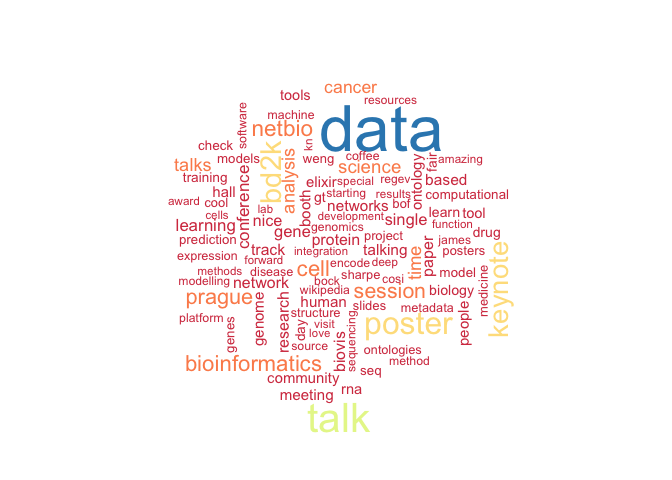 cancer
tools
resources
data
software
machine
netbio
kn
check
models
bd2k
analysis
weng
coffee
fair
amazing
talks
science
training
conference
elixir
special
regev
ontology
based
hall
booth
gt
starting
results
computational
award
cool
networks
bof
cells
lab
development
single
learn
tool
learning
nice
gene
genomics
function
drug
prediction
protein
project
james
track
integration
talking
time
paper
posters
keynote
expression
forward
encode
deep
cell
methods
disease
sharpe
cosi
model
medicine
modelling
network
bock
wikipedia
session
biology
prague
human
slides
metadata
people
genome
research
structure
platform
genes
day
visit
love
sequencing
poster
source
biovis
ontologies
bioinformatics
method
seq
community
rna
meeting
talk